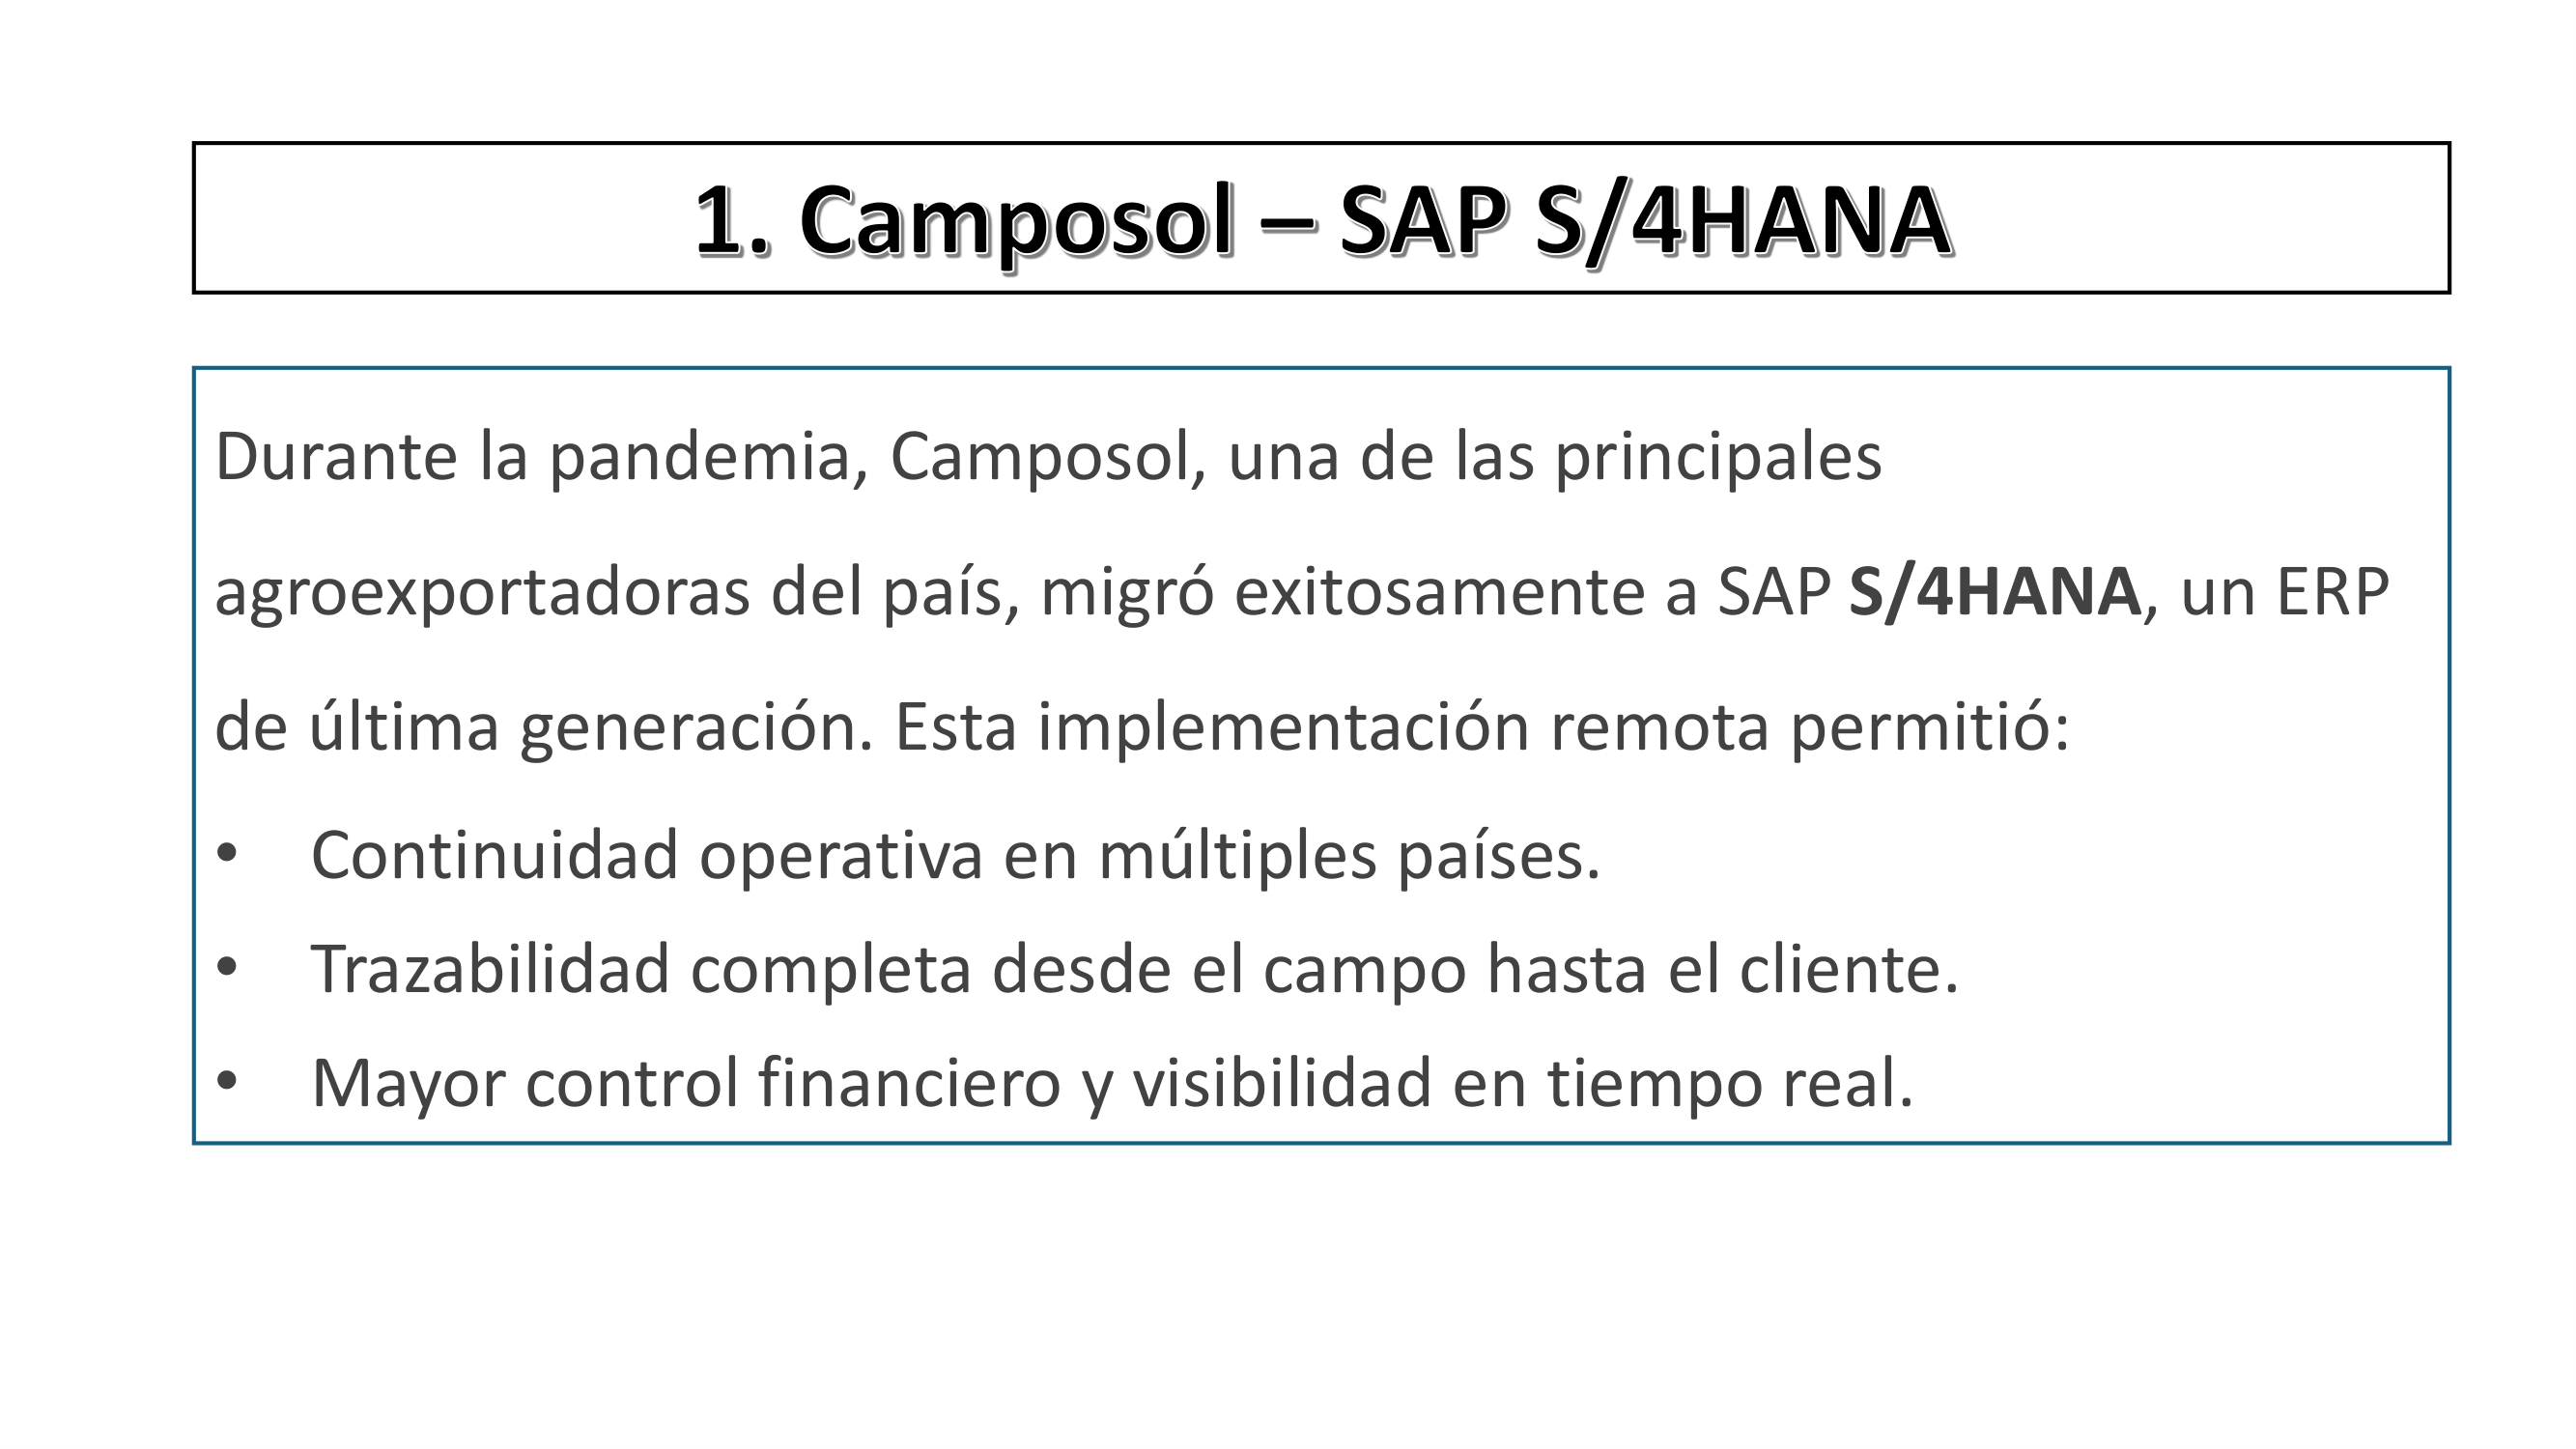 1. Camposol – SAP S/4HANA
Durante la pandemia, Camposol, una de las principales
agroexportadoras del país, migró exitosamente a SAP S/4HANA, un ERP
de última generación. Esta implementación remota permitió:
• Continuidad operativa en múltiples países.
• Trazabilidad completa desde el campo hasta el cliente.
• Mayor control financiero y visibilidad en tiempo real.